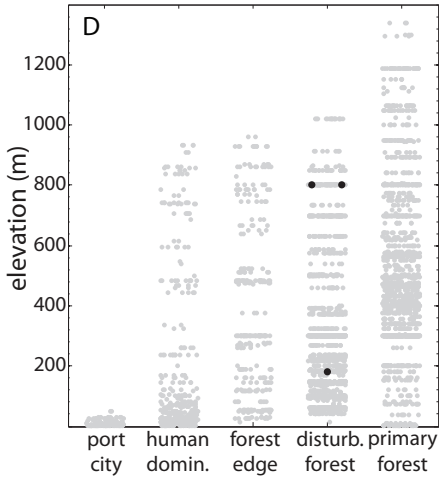 D
1200
1000
800
600
400
200
elevation (m)
port city
human domin.
forest edge
disturb. forest
primary forest